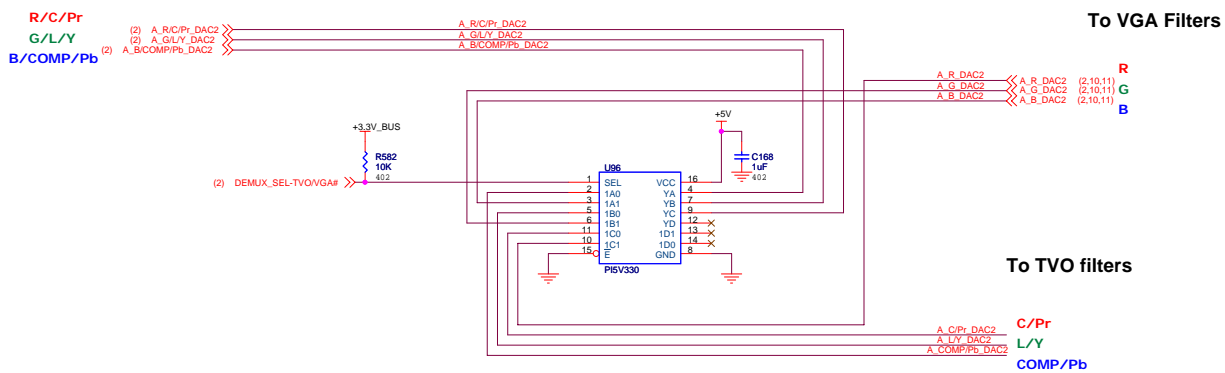 R/C/Pr
G/L/Y
B/COMP/Pb
(2) A_R/C/Pr_DAC2
(2) A_G/L/Y_DAC2
(2) A_B/COMP/Pb_DAC2
A_R/C/Pr_DAC2
A_G/L/Y_DAC2
A_B/COMP/Pb_DAC2
To VGA Filters
A_R_DAC2
A_G_DAC2
A_B_DAC2
A_R_DAC2 (2,10,11)
A_G_DAC2 (2,10,11)
A_B_DAC2 (2,10,11)
R
G
B
+3.3V_BUS
R582
10K
402
(2) DEMUX_SEL-TVO/VGA#
+5V
C168
1uF
402
U96
1 SEL VCC 16
2 1A0 YA 4
3 1A1 YB 7
5 1B0 YC 9
6 1B1 YD 12
11 1C0 1D1 13
10 1C1 1D0 14
15 E GND 8
PI5V330
To TVO filters
A_C/Pr_DAC2
A_L/Y_DAC2
A_COMP/Pb_DAC2
C/Pr
L/Y
COMP/Pb